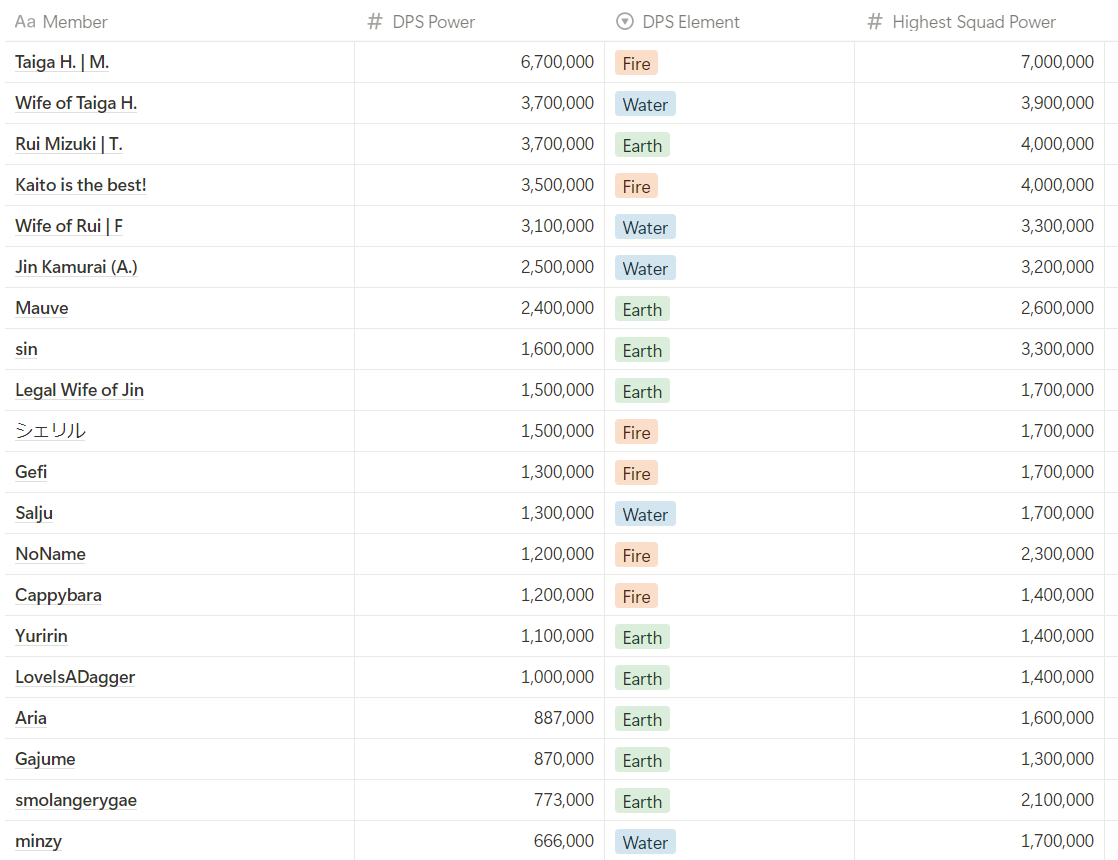 Aa Member # DPS Power DPS Element # Highest Squad Power
Taiga H. | M. 6,700,000 Fire 7,000,000
Wife of Taiga H. 3,700,000 Water 3,900,000
Rui Mizuki | T. 3,700,000 Earth 4,000,000
Kaito is the best! 3,500,000 Fire 4,000,000
Wife of Rui | F 3,100,000 Water 3,300,000
Jin Kamurai (A.) 2,500,000 Water 3,200,000
Mauve 2,400,000 Earth 2,600,000
sin 1,600,000 Earth 3,300,000
Legal Wife of Jin 1,500,000 Earth 1,700,000
シェリル 1,500,000 Fire 1,700,000
Gefi 1,300,000 Fire 1,700,000
Salju 1,300,000 Water 1,700,000
NoName 1,200,000 Fire 2,300,000
Cappybara 1,200,000 Fire 1,400,000
Yuririn 1,100,000 Earth 1,400,000
LoveIsADagger 1,000,000 Earth 1,400,000
Aria 887,000 Earth 1,600,000
Gajume 870,000 Earth 1,300,000
smolangerygae 773,000 Earth 2,100,000
minzy 666,000 Water 1,700,000